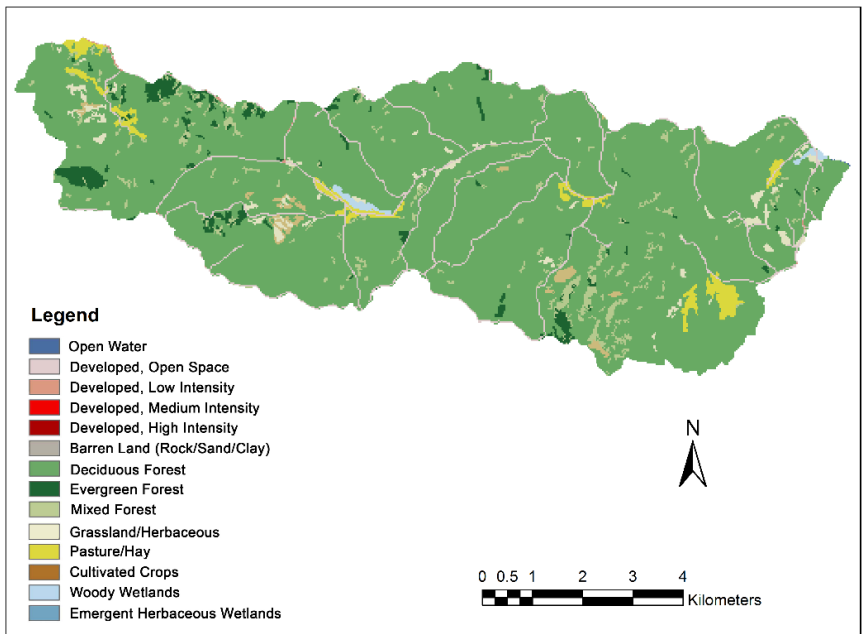 Legend
Open Water
Developed, Open Space
Developed, Low Intensity
Developed, Medium Intensity
Developed, High Intensity
Barren Land (Rock/Sand/Clay)
Deciduous Forest
Evergreen Forest
Mixed Forest
Grassland/Herbaceous
Pasture/Hay
Cultivated Crops
Woody Wetlands
Emergent Herbaceous Wetlands
N
0 0.5 1 2 3 4
Kilometers